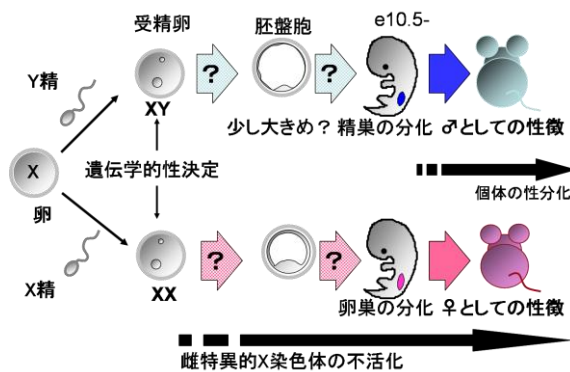 受精卵
胚盤胞
e10.5-
Y精
?
?
XY
少し大きめ?
精巣の分化
♂としての性徴
X
遺伝学的性決定
個体の性分化
卵
X精
?
?
XX
卵巣の分化
♀としての性徴
雌特異的X染色体の不活化